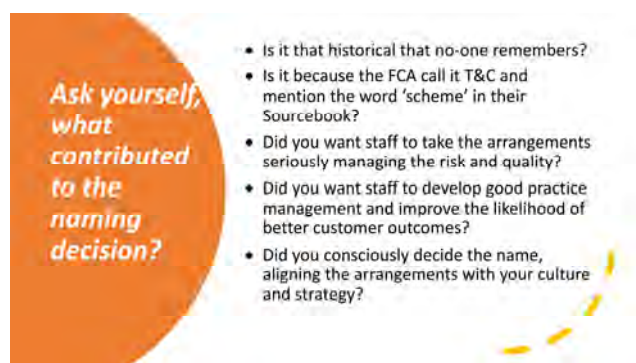 Ask yourself,
what
contributed
to the
naming
decision?
• Is it that historical that no-one remembers?
• Is it because the FCA call it T&C and
mention the word 'scheme' in their
Sourcebook?
• Did you want staff to take the arrangements
seriously managing the risk and quality?
• Did you want staff to develop good practice
management and improve the likelihood of
better customer outcomes?
• Did you consciously decide the name,
aligning the arrangements with your culture
and strategy?